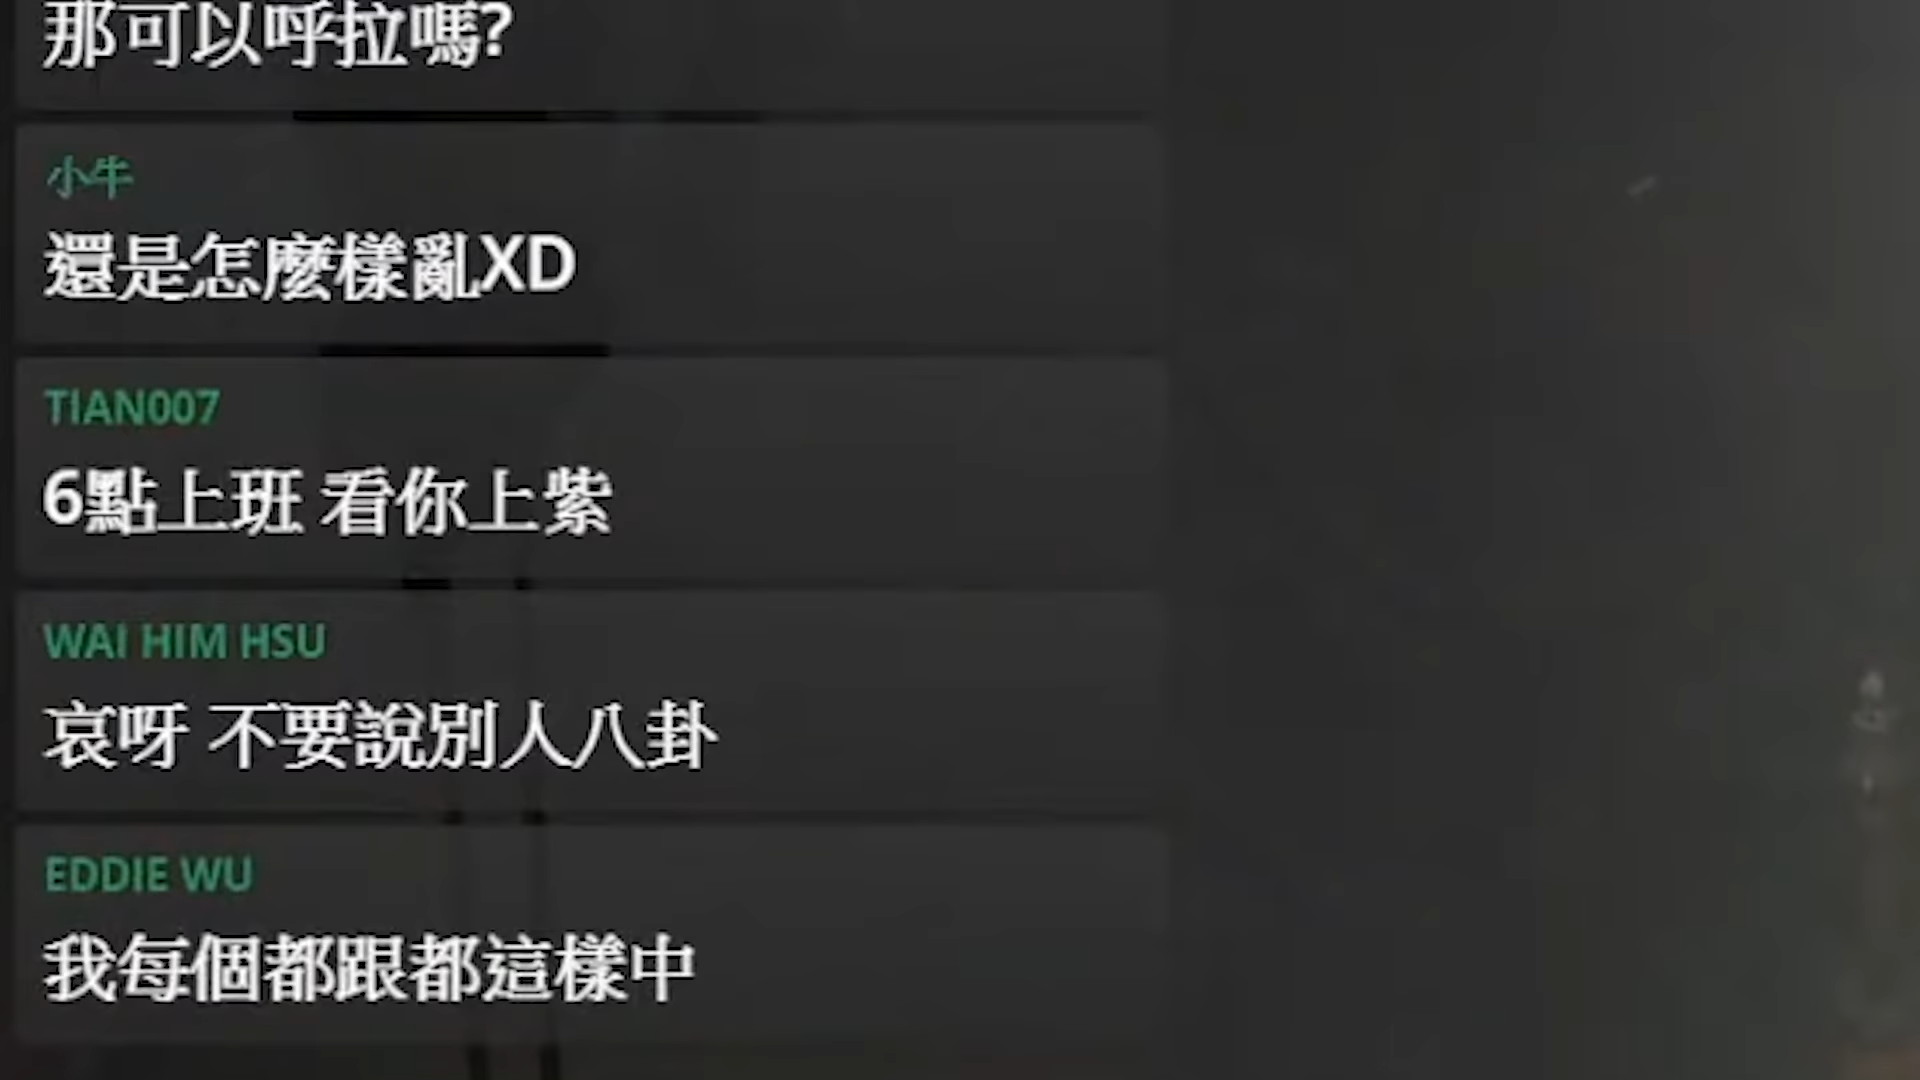 那可以呼拉嗎?
小牛
還是怎麼樣亂XD
TIAN007
6點上班 看你上紫
WAI HIM HSU
哀呀 不要說別人八卦
EDDIE WU
我每個都跟都這樣中